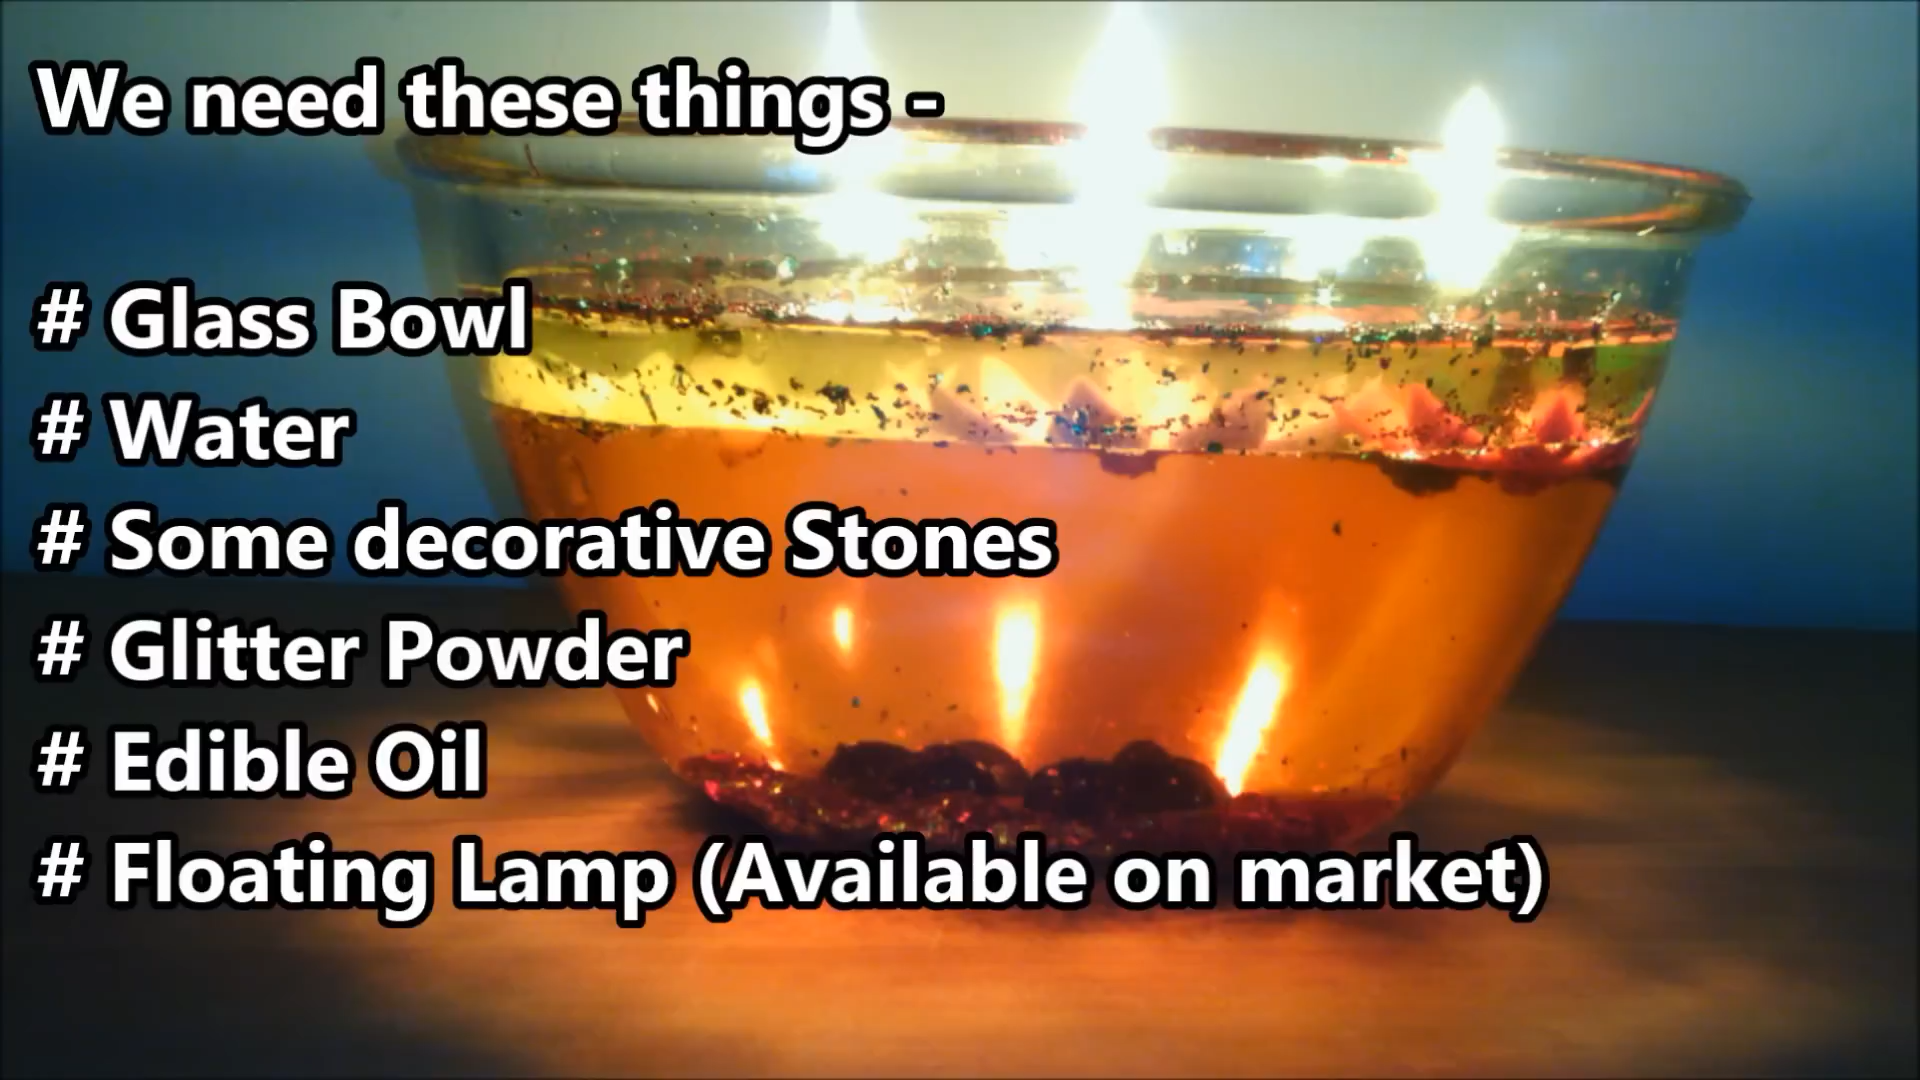 We need these things -
# Glass Bowl
# Water
# Some decorative Stones
# Glitter Powder
# Edible Oil
# Floating Lamp (Available on market)